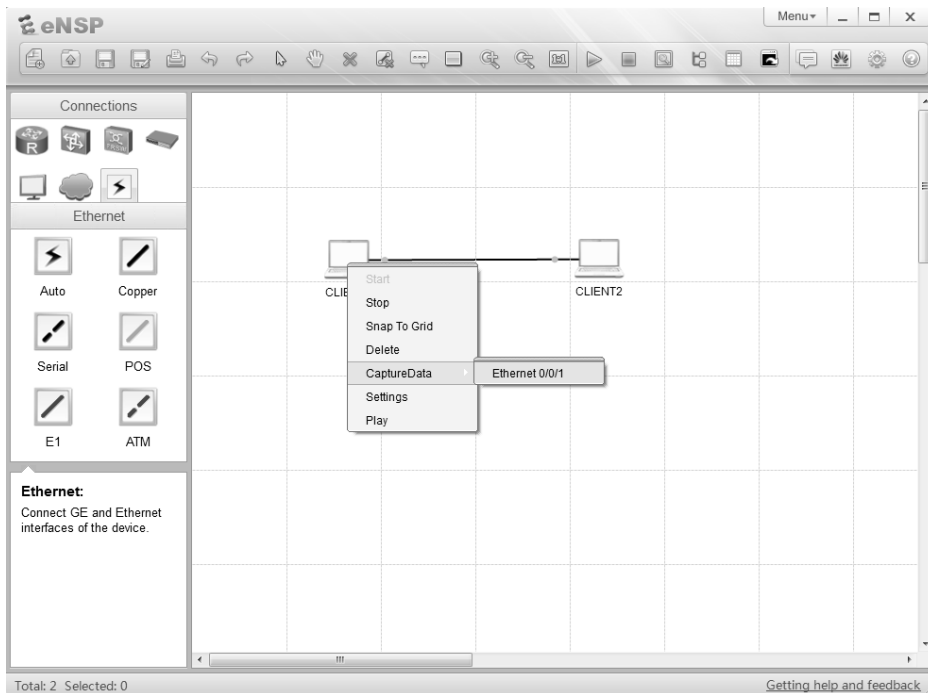 eNSP
Menu
Connections
R
Ethernet
Auto
Copper
Serial
POS
E1
ATM
Ethernet:
Connect GE and Ethernet
interfaces of the device.
CLIE
CLIENT2
Start
Stop
Snap To Grid
Delete
CaptureData
Ethernet 0/0/1
Settings
Play
Total: 2 Selected: 0
Getting help and feedback